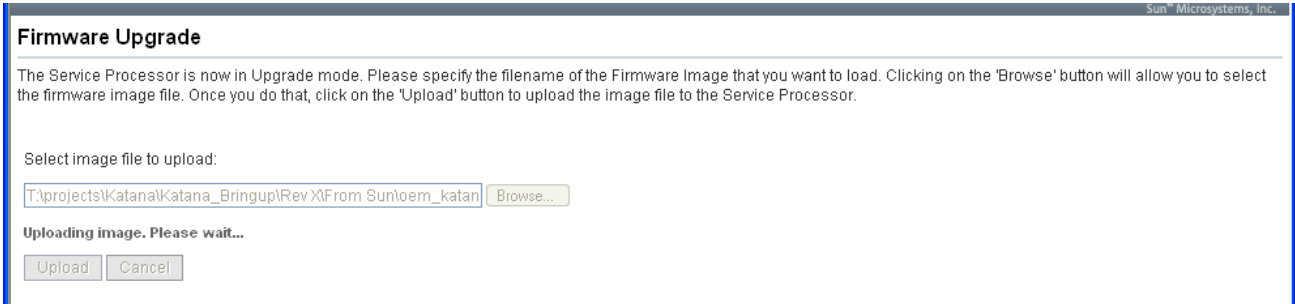 Sun™ Microsystems, Inc.
Firmware Upgrade
The Service Processor is now in Upgrade mode. Please specify the filename of the Firmware Image that you want to load. Clicking on the 'Browse' button will allow you to select
the firmware image file. Once you do that, click on the 'Upload' button to upload the image file to the Service Processor.
Select image file to upload:
T:\projects\Katana\Katana_Bringup\Rev X\From Sun\oem_katan Browse...
Uploading image. Please wait...
Upload Cancel